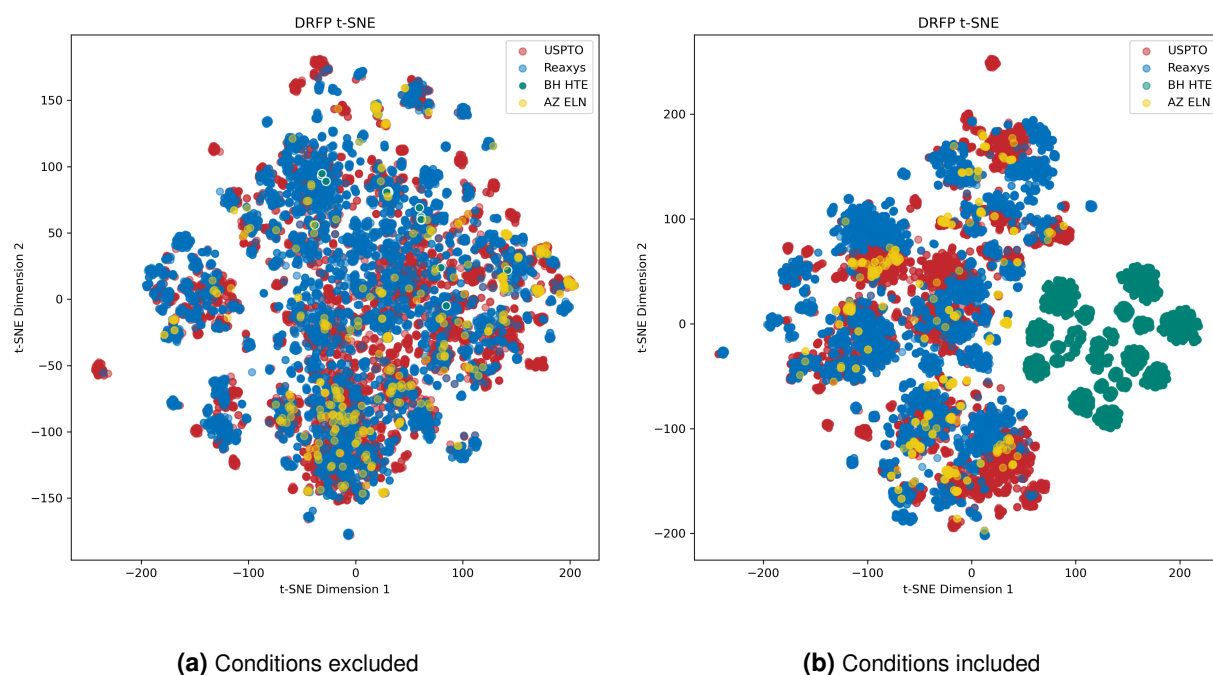 DRFP t-SNE
USPTO
Reaxys
BH HTE
AZ ELN
150
100
50
0
−50
−100
−150
t-SNE Dimension 2
−200
−100
0
100
200
t-SNE Dimension 1
(a) Conditions excluded
DRFP t-SNE
USPTO
Reaxys
BH HTE
AZ ELN
200
100
0
−100
−200
t-SNE Dimension 2
−200
−100
0
100
200
t-SNE Dimension 1
(b) Conditions included